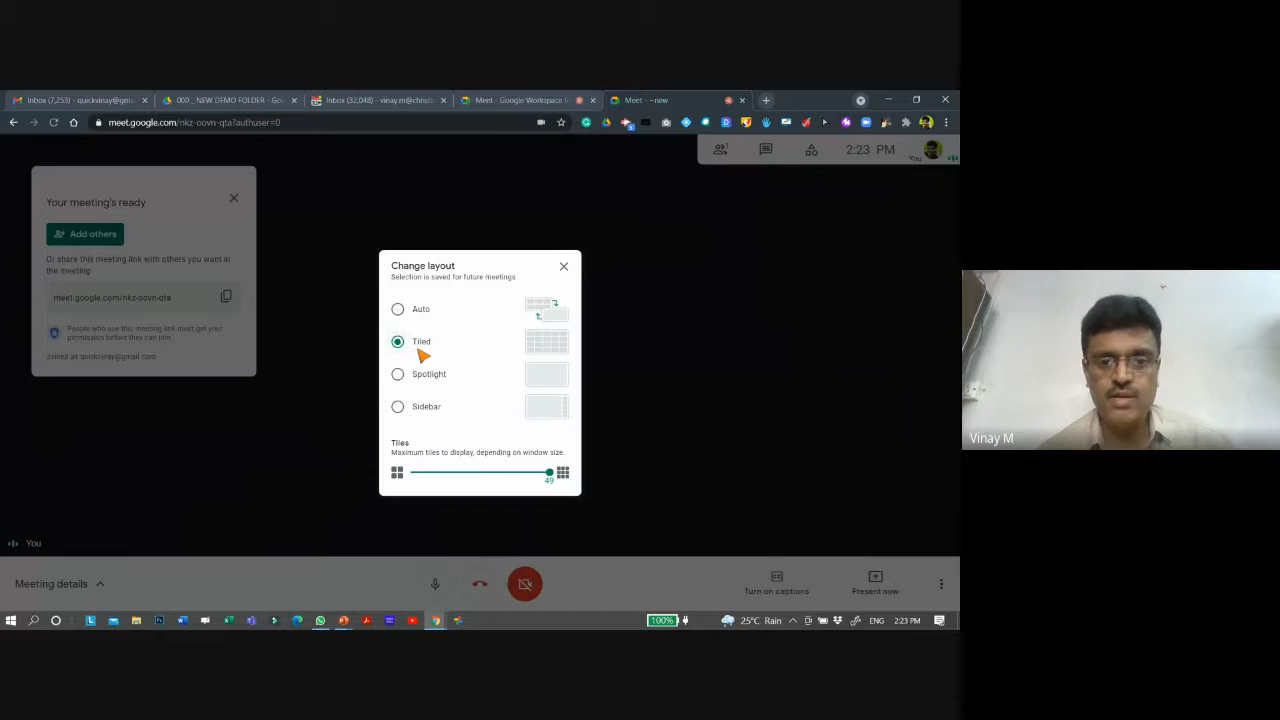 Inbox (7,253) - quickvinay@gm
000 _ NEW DEMO FOLDER - Go
Inbox (32,048) - vinay.m@christ
Meet - Google Workspace
Meet - ~new
meet.google.com/nkz-oovn-qta?authuser=0
2:23 PM
You
Your meeting's ready
Add others
Or share this meeting link with others you want in
the meeting
meet.google.com/nkz-oovn-qta
People who use this meeting link must get your
permission before they can join.
Joined as quickvinay@gmail.com
Change layout
Selection is saved for future meetings
Auto
Tiled
Spotlight
Sidebar
Tiles
Maximum tiles to display, depending on window size.
49
Vinay M
You
Meeting details
Turn on captions
Present now
100%
25°C Rain
ENG
2:23 PM